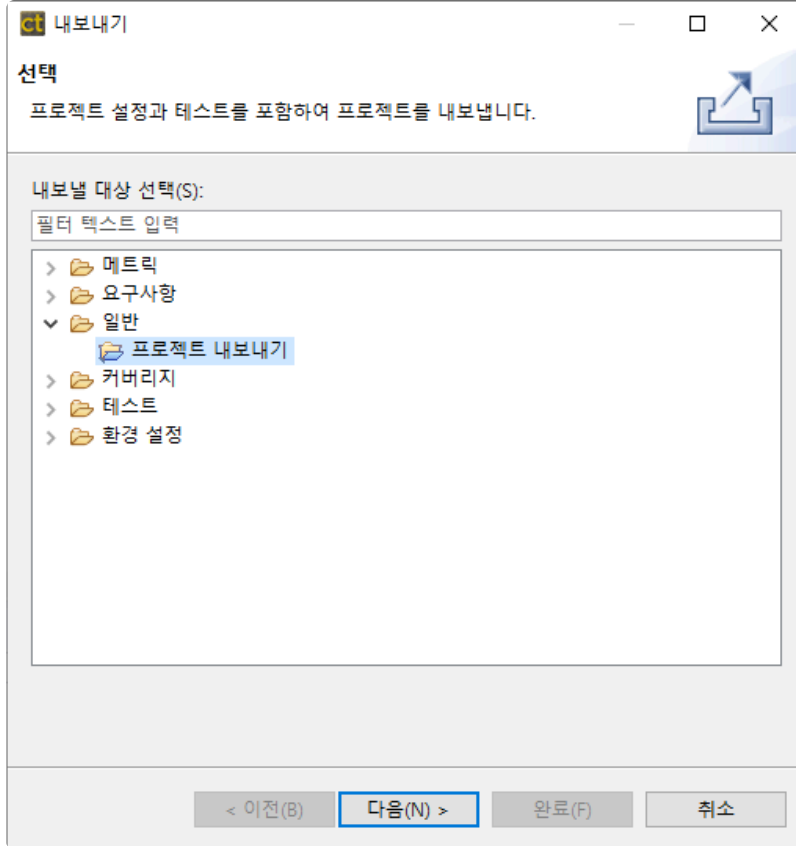 ct 내보내기
선택
프로젝트 설정과 테스트를 포함하여 프로젝트를 내보냅니다.
내보낼 대상 선택(S):
필터 텍스트 입력
메트릭
요구사항
일반
프로젝트 내보내기
커버리지
테스트
환경 설정
< 이전(B) 다음(N) > 완료(F) 취소